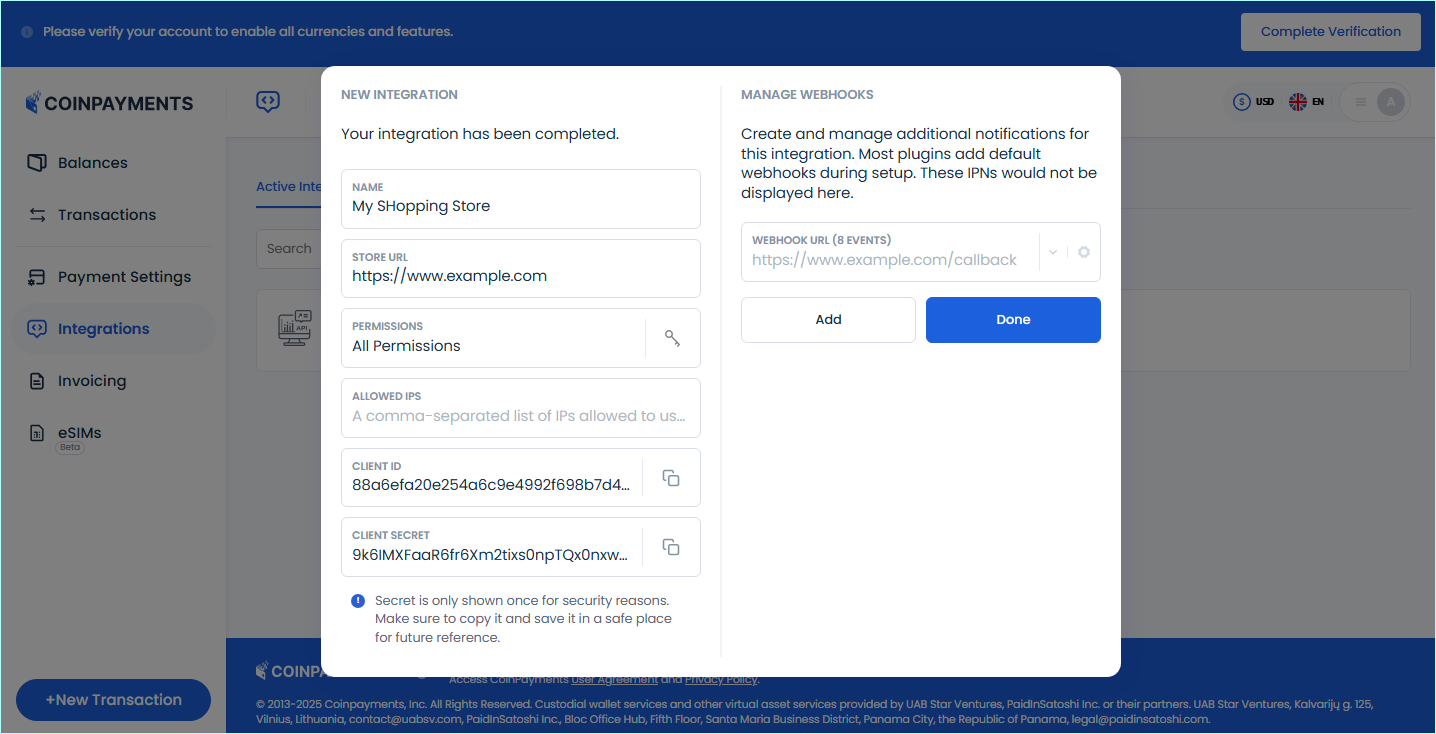 Please verify your account to enable all currencies and features.
Complete Verification
COINPAYMENTS
USD
EN
A
Balances
Transactions
Payment Settings
Integrations
Invoicing
eSIMs
Beta
+New Transaction
Active Inte
Search
API
NEW INTEGRATION
Your integration has been completed.
NAME
My SHopping Store
STORE URL
https://www.example.com
PERMISSIONS
All Permissions
ALLOWED IPS
A comma-separated list of IPs allowed to us...
CLIENT ID
88a6efa20e254a6c9e4992f698b7d4...
CLIENT SECRET
9k6IMXFaaR6fr6Xm2tixs0npTQx0nxw...
Secret is only shown once for security reasons.
Make sure to copy it and save it in a safe place
for future reference.
MANAGE WEBHOOKS
Create and manage additional notifications for
this integration. Most plugins add default
webhooks during setup. These IPNs would not be
displayed here.
WEBHOOK URL (8 EVENTS)
https://www.example.com/callback
Add
Done
COINPA
Access CoinPayments User Agreement and Privacy Policy.
© 2013-2025 Coinpayments, Inc. All Rights Reserved. Custodial wallet services and other virtual asset services provided by UAB Star Ventures, PaidInSatoshi Inc. or their partners. UAB Star Ventures, Kalvarijų g. 125,
Vilnius, Lithuania, contact@uabsv.com, PaidInSatoshi Inc., Bloc Office Hub, Fifth Floor, Santa Maria Business District, Panama City, the Republic of Panama, legal@paidinsatoshi.com.